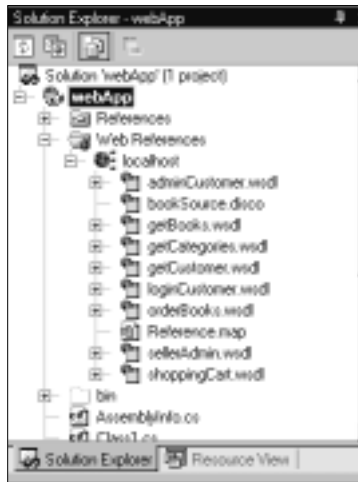 Solution Explorer - webApp
Solution 'webApp' (1 project)
webApp
References
Web References
localhost
adminCustomer.wsdl
bookSource.disco
getBooks.wsdl
getCategories.wsdl
getCustomer.wsdl
loginCustomer.wsdl
orderBooks.wsdl
Reference.map
sellerAdmin.wsdl
shoppingCart.wsdl
bin
AssemblyInfo.cs
Class1.cs
Solution Explorer Resource View